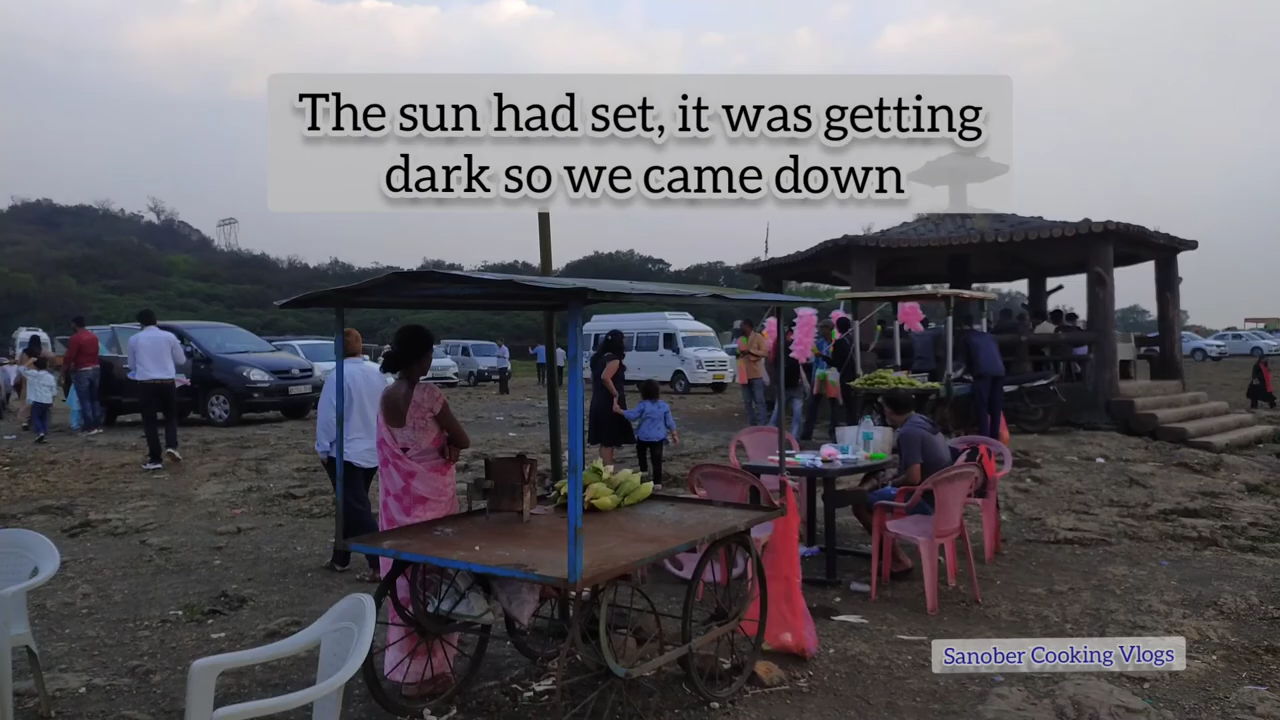 The sun had set, it was getting
dark so we came down
Sanober Cooking Vlogs